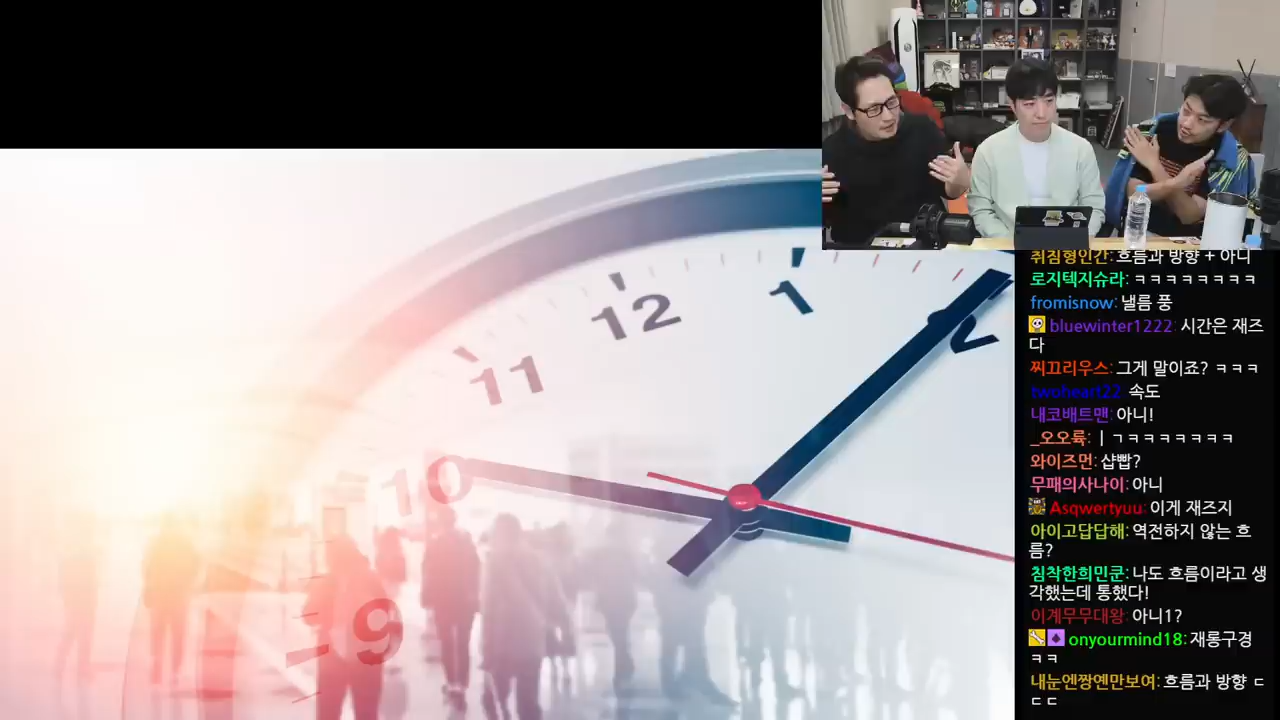 12
1
2
11
10
9
취침형인간: 흐름과 방향 + 아니
로지텍지슈라: ㅋㅋㅋㅋㅋㅋㅋㅋ
fromisnow: 낼름 풍
bluewinter1222: 시간은 재즈
다
찌끄리우스: 그게 말이죠? ㅋㅋㅋ
twoheart22: 속도
내코배트맨: 아니!
_오오륙: ㅣㄱㅋㅋㅋㅋㅋㅋㅋ
와이즈먼: 샵빱?
무패의사나이: 아니
Asqwertyuu: 이게 재즈지
아이고답답해: 역전하지 않는 흐
름?
침착한희민쿤: 나도 흐름이라고 생
각했는데 통했다!
이계무무대왕: 아니1?
onyourmind18: 재롱구경
ㅋㅋ
내눈엔짱옌만보여: 흐름과 방향 ㄷ
ㄷㄷ